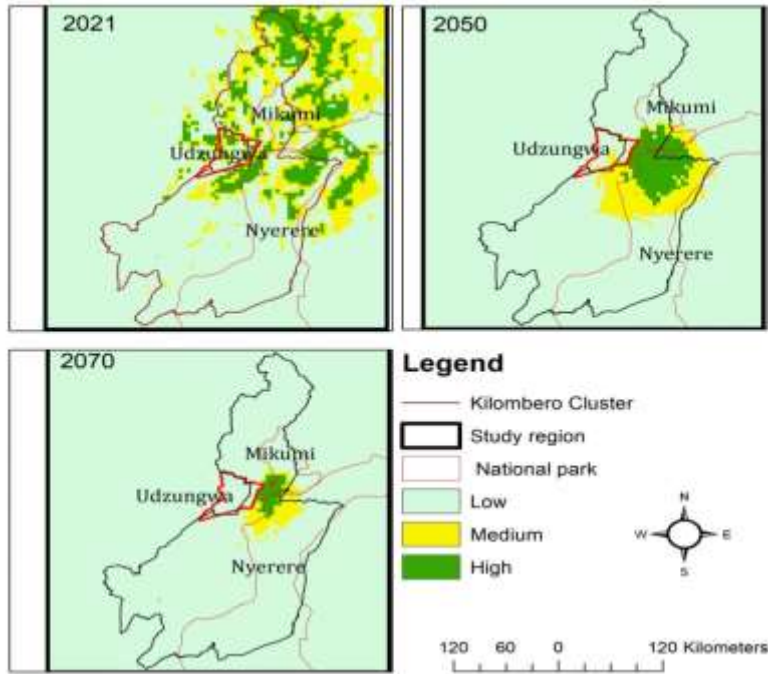 2021
Mikumi
Udzungwa
Nyerere
2050
Mikumi
Udzungwa
Nyerere
2070
Mikumi
Udzungwa
Nyerere
Legend
Kilombero Cluster
Study region
National park
Low
Medium
High
N
W E
S
120 60 0 120 Kilometers